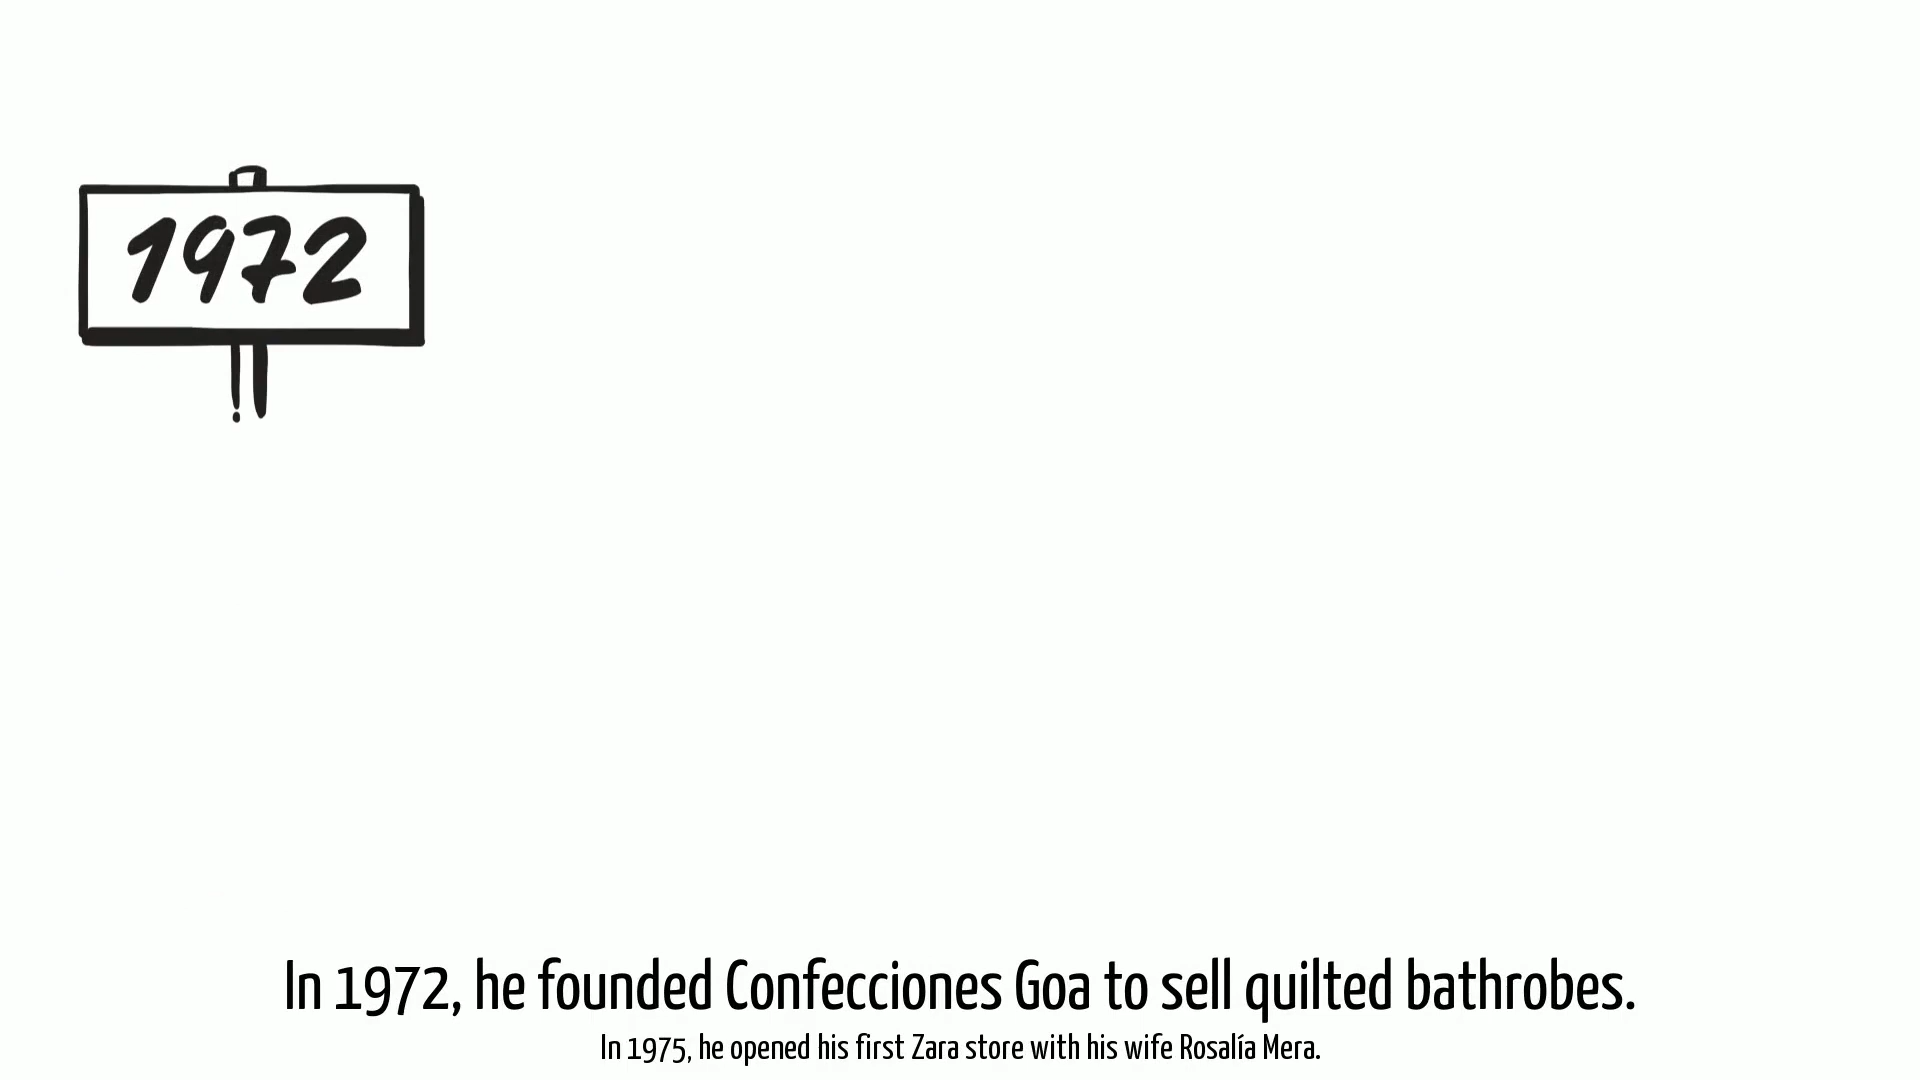 1972
In 1972, he founded Confecciones Goa to sell quilted bathrobes.
In 1975, he opened his first Zara store with his wife Rosalía Mera.